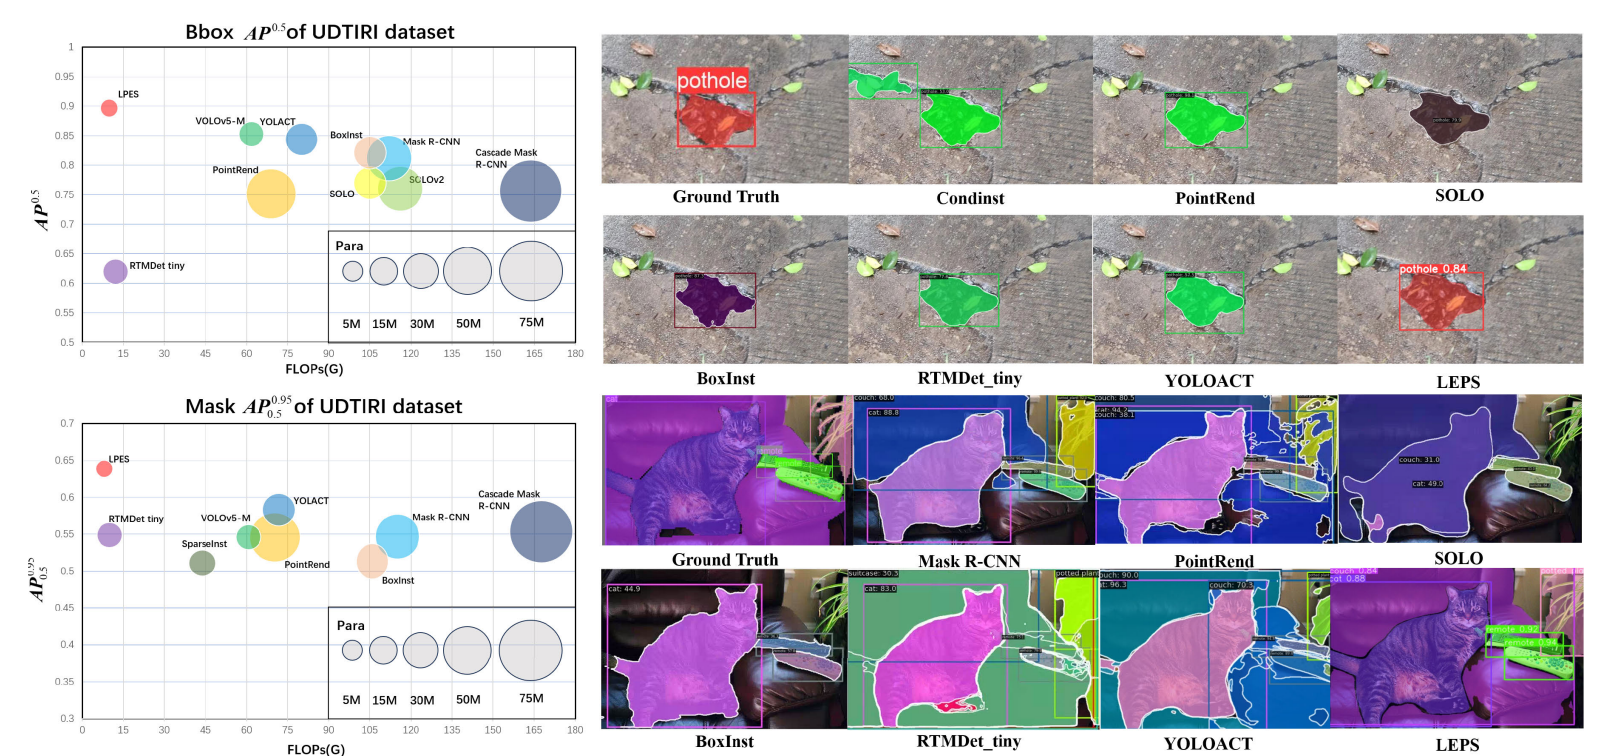 Bbox AP^0.5 of UDTIRI dataset
1
0.95
0.9
0.85
0.8
0.75
0.7
0.65
0.6
0.55
0.5
AP^0.5
LPES
VOLOv5-M
YOLACT
BoxInst
Mask R-CNN
Cascade Mask
R-CNN
PointRend
SOLO
SOLOv2
RTMDet tiny
Para
5M 15M 30M 50M 75M
0 15 30 45 60 75 90 105 120 135 150 165 180
FLOPs(G)
Mask AP_0.5^0.95 of UDTIRI dataset
0.7
0.65
0.6
0.55
0.5
0.45
0.4
0.35
0.3
AP_0.5^0.95
LPES
RTMDet tiny
YOLACT
VOLOv5-M
SparseInst
PointRend
Mask R-CNN
BoxInst
Cascade Mask
R-CNN
Para
5M 15M 30M 50M 75M
0 15 30 45 60 75 90 105 120 135 150 165 180
FLOPs(G)
pothole
Ground Truth
Condinst
PointRend
SOLO
pothole 0.84
BoxInst
RTMDet_tiny
YOLOACT
LEPS
cat
remote
couch: 68.0
cat: 88.8
couch: 80.5
cat: 94.2
couch: 38.1
couch: 31.0
cat: 49.0
Ground Truth
Mask R-CNN
PointRend
SOLO
cat: 44.9
suitcase: 30.3
cat: 83.0
potted plan
ouch: 90.0
at: 96.3
couch: 70.3
couch 0.84
cat 0.88
remote 0.92
remote 0.94
BoxInst
RTMDet_tiny
YOLOACT
LEPS